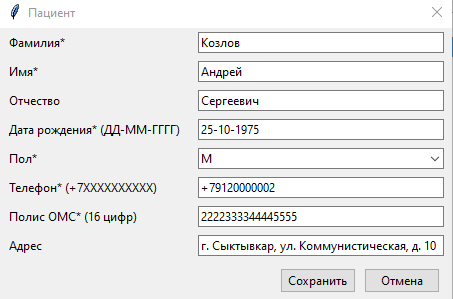 Пациент
Фамилия* Козлов
Имя* Андрей
Отчество Сергеевич
Дата рождения* (ДД-ММ-ГГГГ) 25-10-1975
Пол* М
Телефон* (+7XXXXXXXXXX) +79120000002
Полис ОМС* (16 цифр) 2222333344445555
Адрес г. Сыктывкар, ул. Коммунистическая, д. 10
Сохранить Отмена